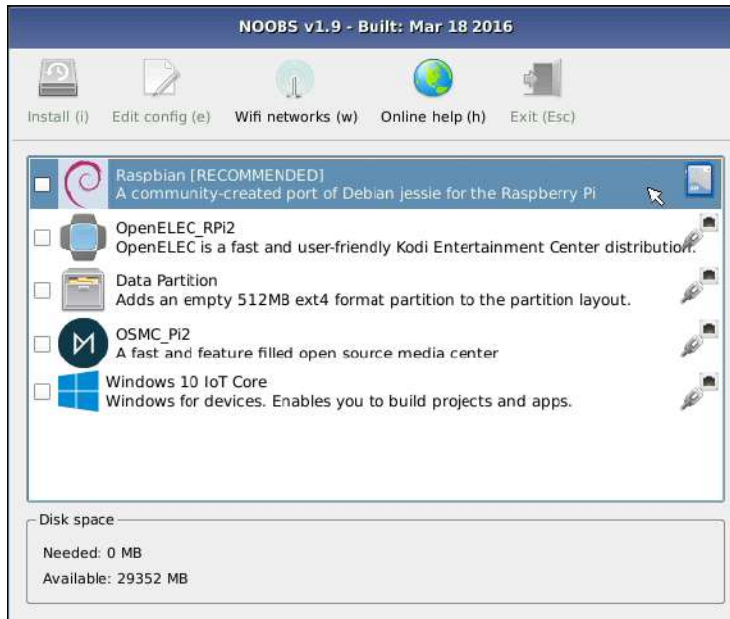 NOOBS v1.9 - Built: Mar 18 2016
Install (i) Edit config (e) Wifi networks (w) Online help (h) Exit (Esc)
Raspbian [RECOMMENDED]
A community-created port of Debian jessie for the Raspberry Pi
OpenELEC_RPi2
OpenELEC is a fast and user-friendly Kodi Entertainment Center distribution.
Data Partition
Adds an empty 512MB ext4 format partition to the partition layout.
OSMC_Pi2
A fast and feature filled open source media center
Windows 10 IoT Core
Windows for devices. Enables you to build projects and apps.
Disk space
Needed: 0 MB
Available: 29352 MB